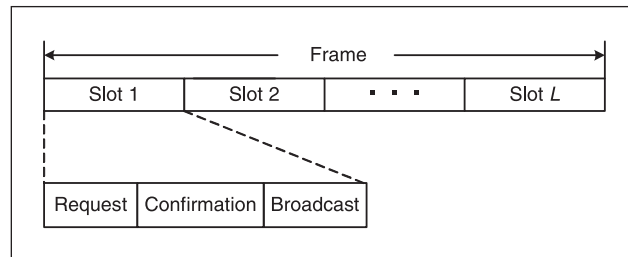 Frame
Slot 1 Slot 2 . . . Slot L
Request Confirmation Broadcast